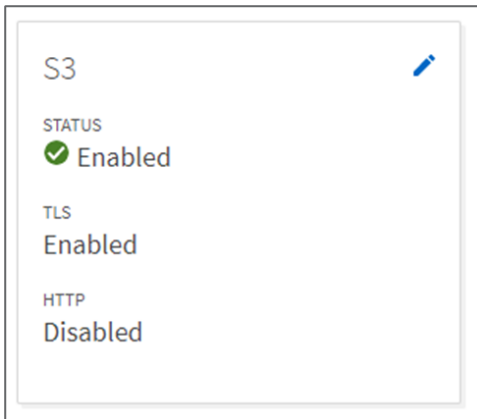 S3
STATUS
Enabled
TLS
Enabled
HTTP
Disabled